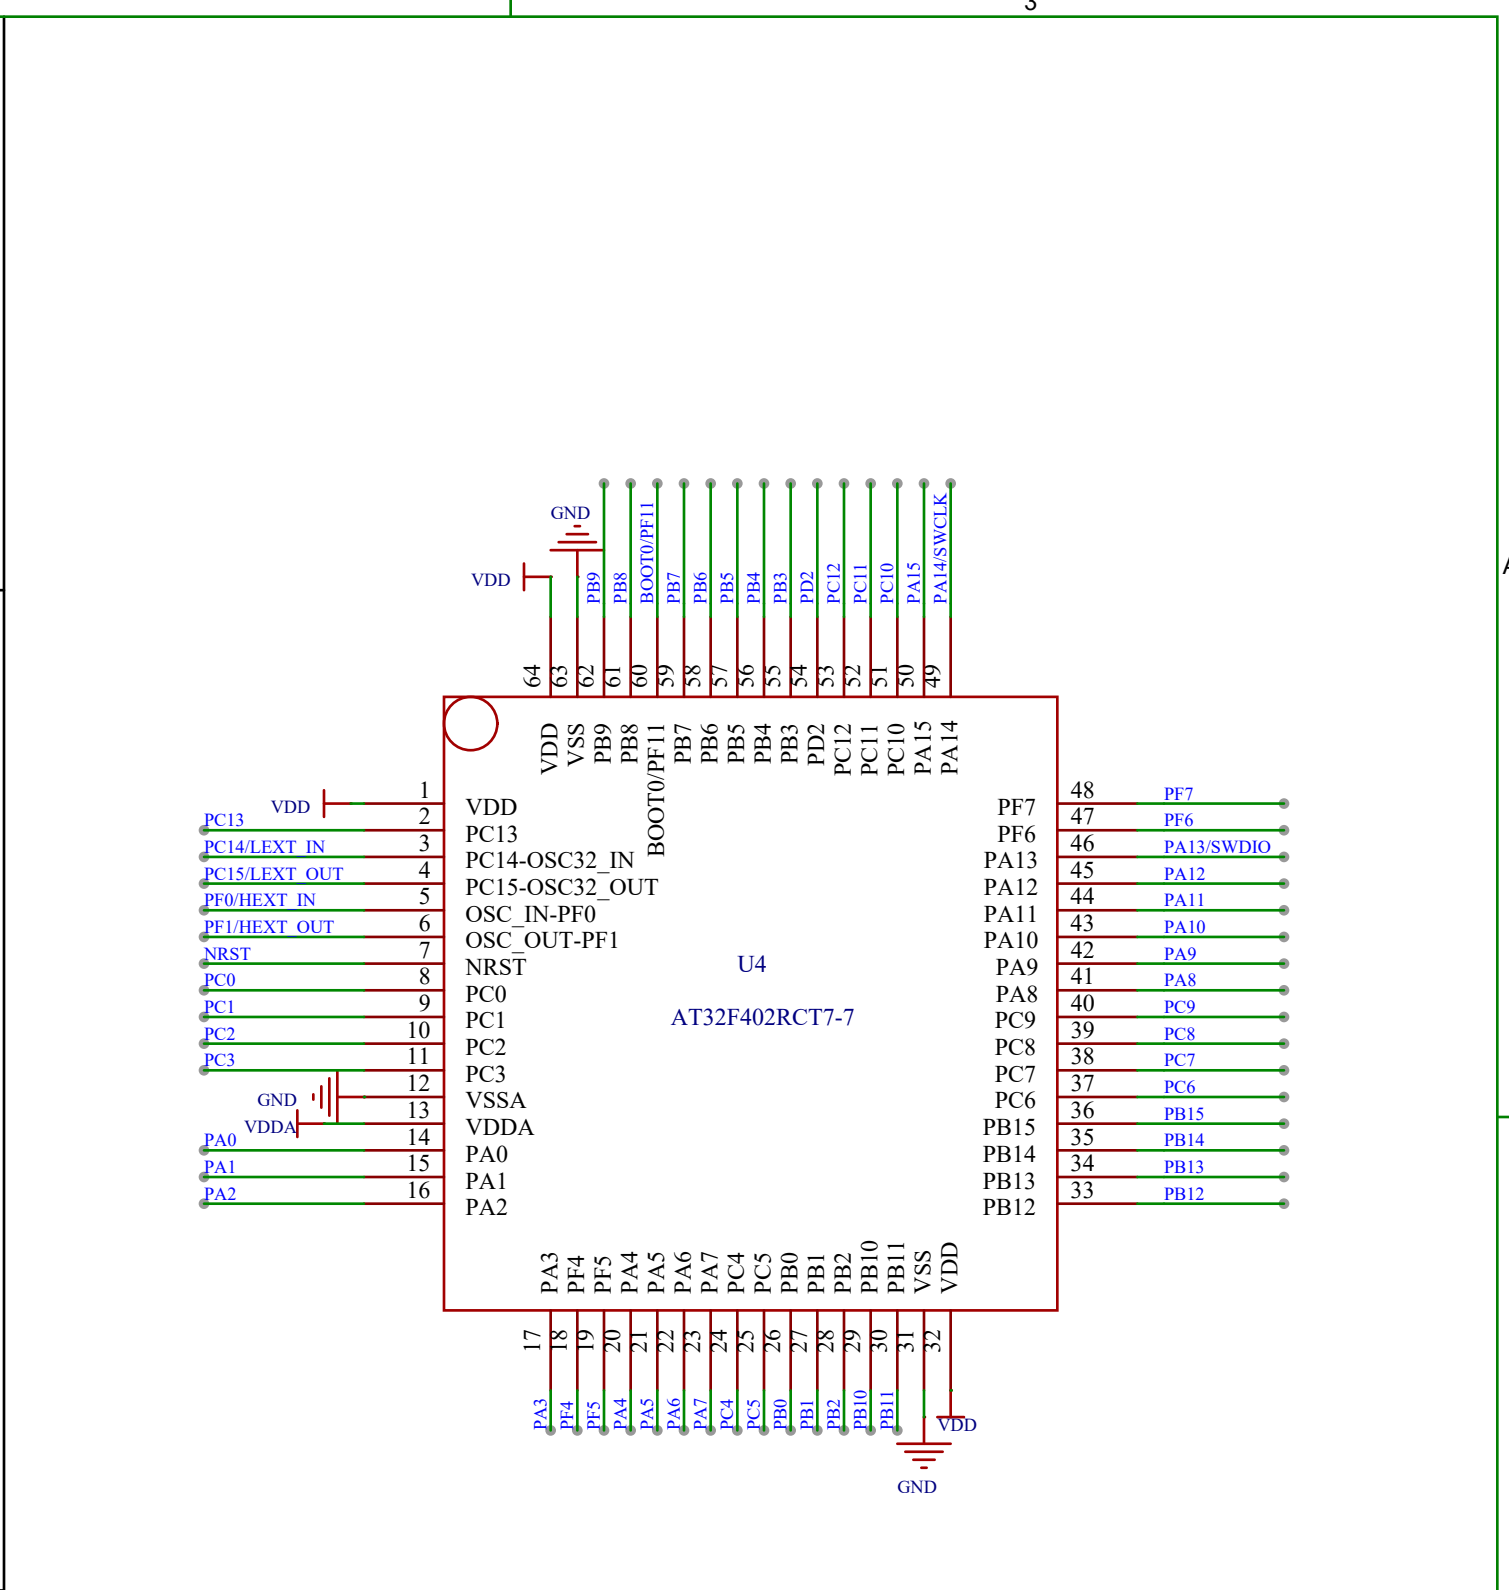 3
A
GND
VDD
PB9
PB8
BOOT0/PF11
PB7
PB6
PB5
PB4
PB3
PD2
PC12
PC11
PC10
PA15
PA14/SWCLK
64
63
62
61
60
59
58
57
56
55
54
53
52
51
50
49
VDD
VSS
PB9
PB8
BOOT0/PF11
PB7
PB6
PB5
PB4
PB3
PD2
PC12
PC11
PC10
PA15
PA14
VDD 1 VDD
PC13 2 PC13
PC14/LEXT_IN 3 PC14-OSC32_IN
PC15/LEXT_OUT 4 PC15-OSC32_OUT
PF0/HEXT_IN 5 OSC_IN-PF0
PF1/HEXT_OUT 6 OSC_OUT-PF1
NRST 7 NRST
PC0 8 PC0
PC1 9 PC1
PC2 10 PC2
PC3 11 PC3
GND 12 VSSA
VDDA 13 VDDA
PA0 14 PA0
PA1 15 PA1
PA2 16 PA2
U4
AT32F402RCT7-7
PF7 48 PF7
PF6 47 PF6
PA13 46 PA13/SWDIO
PA12 45 PA12
PA11 44 PA11
PA10 43 PA10
PA9 42 PA9
PA8 41 PA8
PC9 40 PC9
PC8 39 PC8
PC7 38 PC7
PC6 37 PC6
PB15 36 PB15
PB14 35 PB14
PB13 34 PB13
PB12 33 PB12
PA3
PF4
PF5
PA4
PA5
PA6
PA7
PC4
PC5
PB0
PB1
PB2
PB10
PB11
VSS
VDD
17
18
19
20
21
22
23
24
25
26
27
28
29
30
31
32
PA3
PF4
PF5
PA4
PA5
PA6
PA7
PC4
PC5
PB0
PB1
PB2
PB10
PB11
VDD
GND